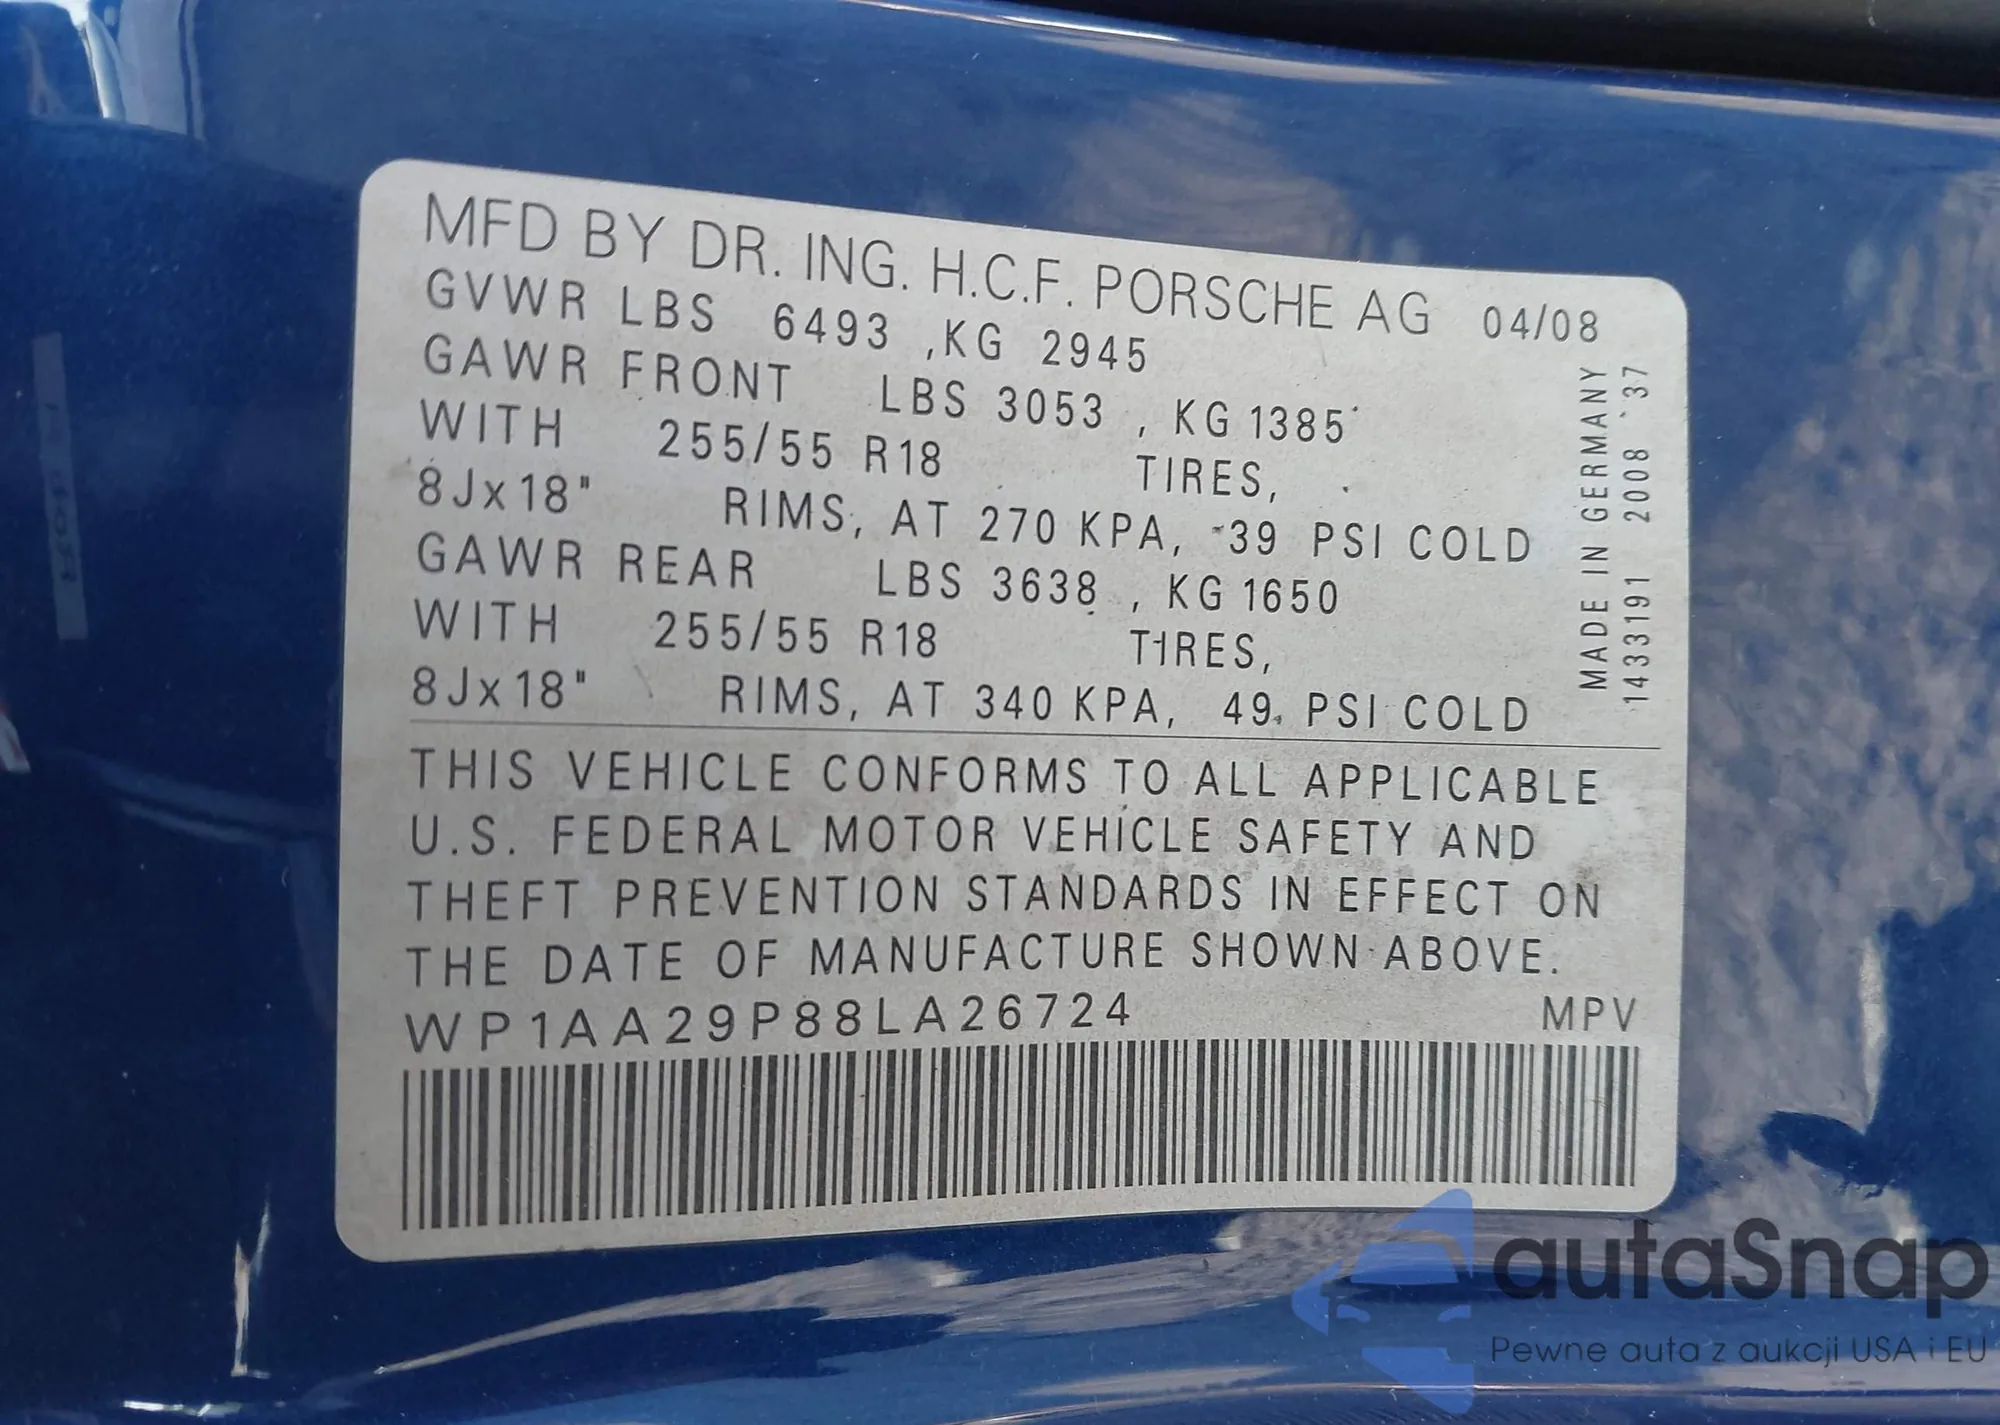 MFD BY DR. ING. H.C.F. PORSCHE AG 04/08
GVWR LBS 6493 ,KG 2945
GAWR FRONT LBS 3053 , KG 1385
WITH 255/55 R18 TIRES,
8Jx18" RIMS, AT 270 KPA, 39 PSI COLD
GAWR REAR LBS 3638 , KG 1650
WITH 255/55 R18 TIRES,
8Jx18" RIMS, AT 340 KPA, 49 PSI COLD
MADE IN GERMANY
1433191 2008 37
THIS VEHICLE CONFORMS TO ALL APPLICABLE
U.S. FEDERAL MOTOR VEHICLE SAFETY AND
THEFT PREVENTION STANDARDS IN EFFECT ON
THE DATE OF MANUFACTURE SHOWN ABOVE.
WP1AA29P88LA26724 MPV
autaSnap
Pewne auta z aukcji USA i EU